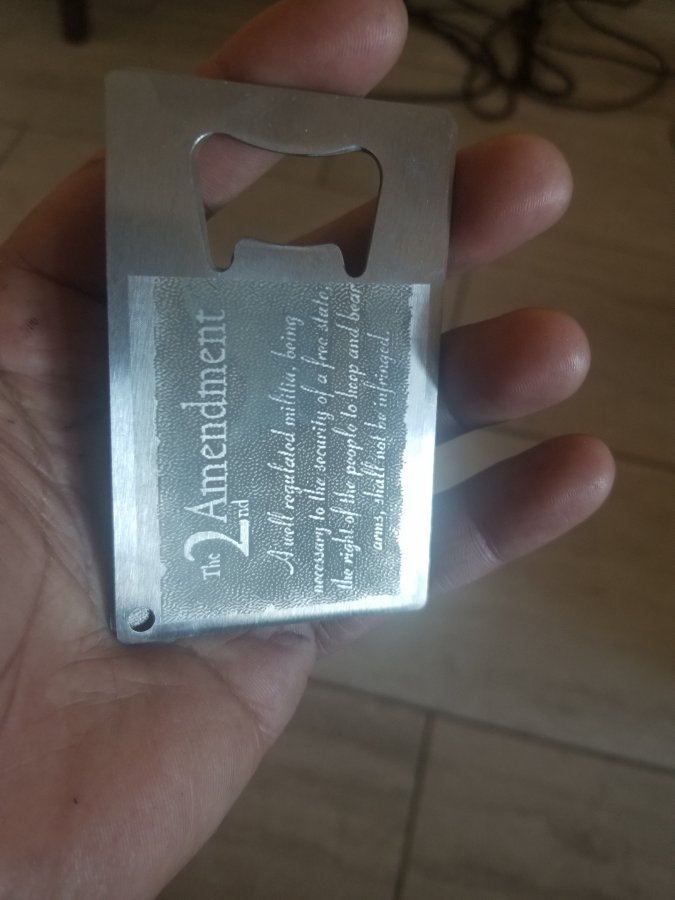 The 2nd Amendment
A well regulated militia, being
necessary to the security of a free state,
the right of the people to keep and bear
arms, shall not be infringed.